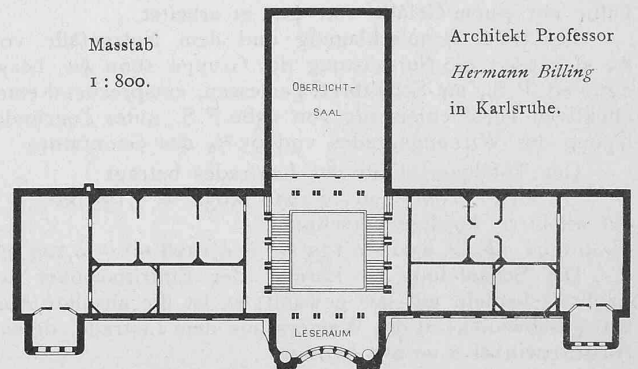 Masstab
1 : 800.
Architekt Professor
Hermann Billing
in Karlsruhe.
OBERLICHT-
SAAL
LESERAUM